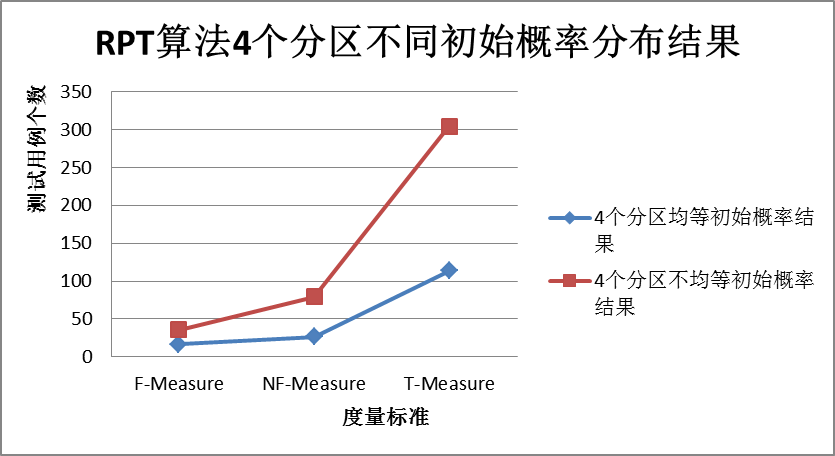 RPT算法4个分区不同初始概率分布结果
测试用例个数
350
300
250
200
150
100
50
0
F-Measure NF-Measure T-Measure
度量标准
4个分区均等初始概率结
果
4个分区不均等初始概率
结果